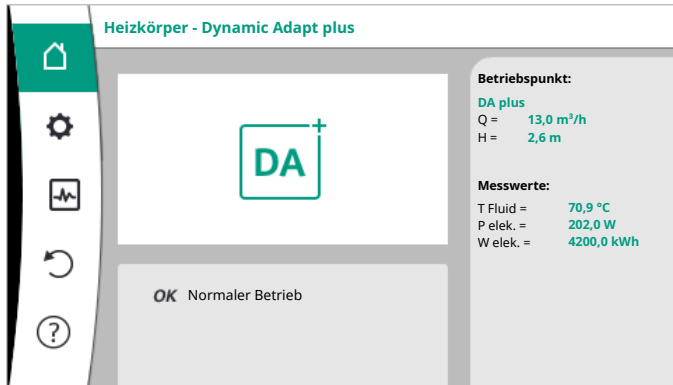 Heizkörper - Dynamic Adapt plus
DA
Betriebspunkt:
DA plus
Q = 13,0 m³/h
H = 2,6 m
Messwerte:
T Fluid = 70,9 °C
P elek. = 202,0 W
W elek. = 4200,0 kWh
OK Normaler Betrieb
?